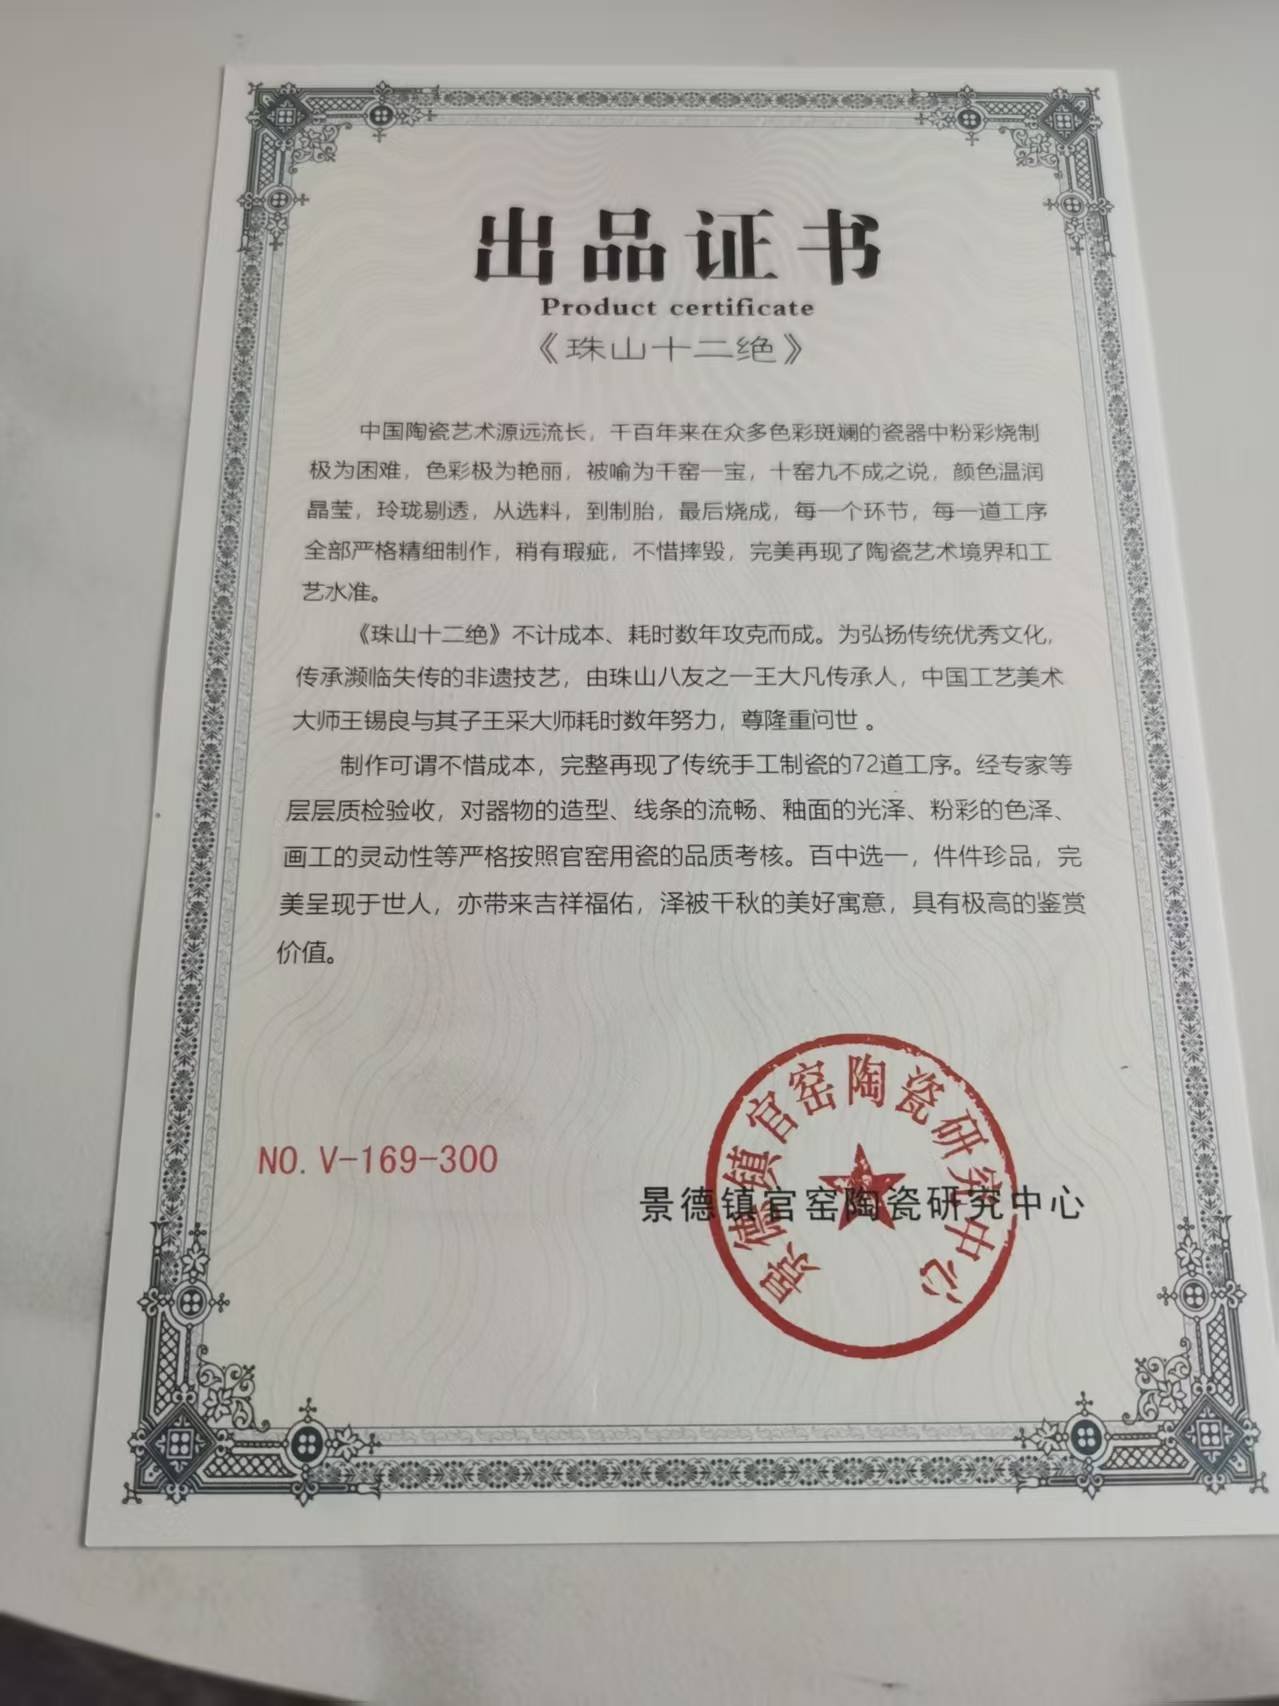 出品证书
Product certificate
《珠山十二绝》
中国陶瓷艺术源远流长，千百年来在众多色彩斑斓的瓷器中粉彩烧制
极为困难，色彩极为艳丽，被喻为千窑一宝，十窑九不成之说，颜色温润
晶莹，玲珑剔透，从选料，到制胎，最后烧成，每一个环节，每一道工序
全部严格精细制作，稍有瑕疵，不惜摔毁，完美再现了陶瓷艺术境界和工
艺水准。
《珠山十二绝》不计成本、耗时数年攻克而成。为弘扬传统优秀文化，
传承濒临失传的非遗技艺，由珠山八友之一王大凡传承人，中国工艺美术
大师王锡良与其子王采大师耗时数年努力，尊隆重问世 。
制作可谓不惜成本，完整再现了传统手工制瓷的72道工序。经专家等
层层质检验收，对器物的造型、线条的流畅、釉面的光泽、粉彩的色泽、
画工的灵动性等严格按照官窑用瓷的品质考核。百中选一，件件珍品，完
美呈现于世人，亦带来吉祥福佑，泽被千秋的美好寓意，具有极高的鉴赏
价值。
NO. V-169-300
景德镇官窑陶瓷研究中心
景德镇官窑陶瓷研究中心